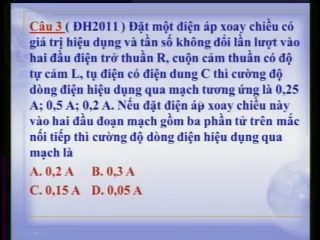 Câu 3 ( ĐH2011 ) Đặt một điện áp xoay chiều có
giá trị hiệu dụng và tần số không đổi lần lượt vào
hai đầu điện trở thuần R, cuộn cảm thuần có độ
tự cảm L, tụ điện có điện dung C thì cường độ
dòng điện hiệu dụng qua mạch tương ứng là 0,25
A; 0,5 A; 0,2 A. Nếu đặt điện áp xoay chiều này
vào hai đầu đoạn mạch gồm ba phần tử trên mắc
nối tiếp thì cường độ dòng điện hiệu dụng qua
mạch là
A. 0,2 A B. 0,3 A
C. 0,15 A D. 0,05 A